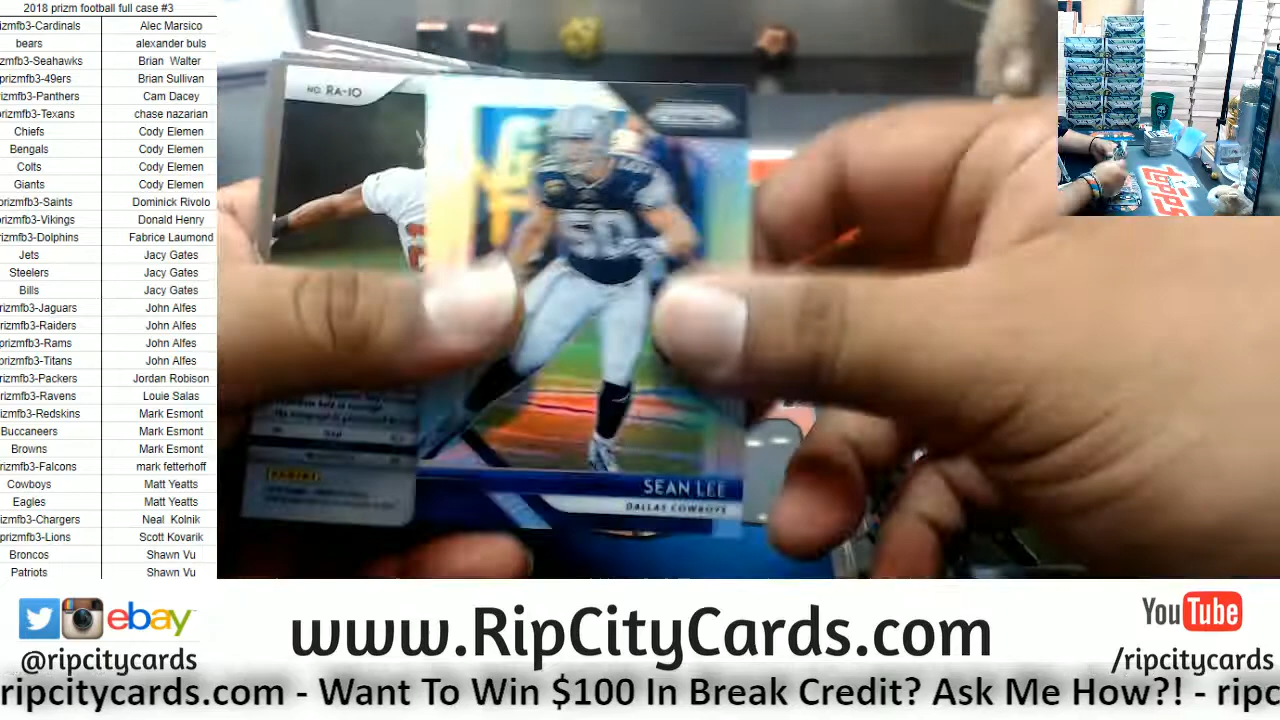 2018 prizm football full case #3
izmfb3-Cardinals Alec Marsico
bears alexander buls
rizmfb3-Seahawks Brian Walter
prizmfb3-49ers Brian Sullivan
rizmfb3-Panthers Cam Dacey
prizmfb3-Texans chase nazarian
Chiefs Cody Elemen
Bengals Cody Elemen
Colts Cody Elemen
Giants Cody Elemen
prizmfb3-Saints Dominick Rivolo
rizmfb3-Vikings Donald Henry
rizmfb3-Dolphins Fabrice Laumond
Jets Jacy Gates
Steelers Jacy Gates
Bills Jacy Gates
rizmfb3-Jaguars John Alfes
rizmfb3-Raiders John Alfes
prizmfb3-Rams John Alfes
prizmfb3-Titans John Alfes
rizmfb3-Packers Jordan Robison
rizmfb3-Ravens Louie Salas
izmfb3-Redskins Mark Esmont
Buccaneers Mark Esmont
Browns Mark Esmont
rizmfb3-Falcons mark fetterhoff
Cowboys Matt Yeatts
Eagles Matt Yeatts
izmfb3-Chargers Neal Kolnik
prizmfb3-Lions Scott Kovarik
Broncos Shawn Vu
Patriots Shawn Vu
NO. RA-10
50
SEAN LEE
DALLAS COWBOYS
PANINI
Topps
ebay
@ripcitycards
www.RipCityCards.com
YouTube
/ripcitycards
ripcitycards.com - Want To Win $100 In Break Credit? Ask Me How?! - ripc